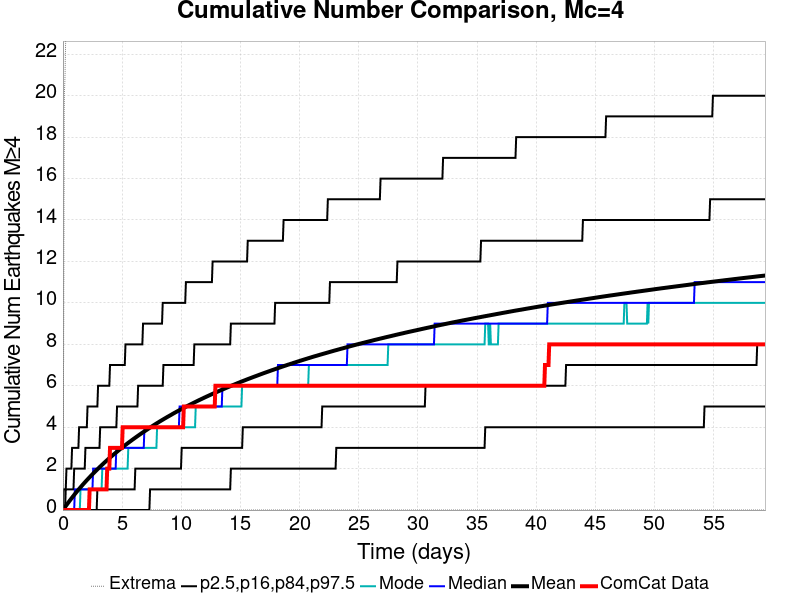 Cumulative Number Comparison, Mc=4
Cumulative Num Earthquakes M≥4
22
20
18
16
14
12
10
8
6
4
2
0
0 5 10 15 20 25 30 35 40 45 50 55
Time (days)
Extrema p2.5,p16,p84,p97.5 Mode Median Mean ComCat Data